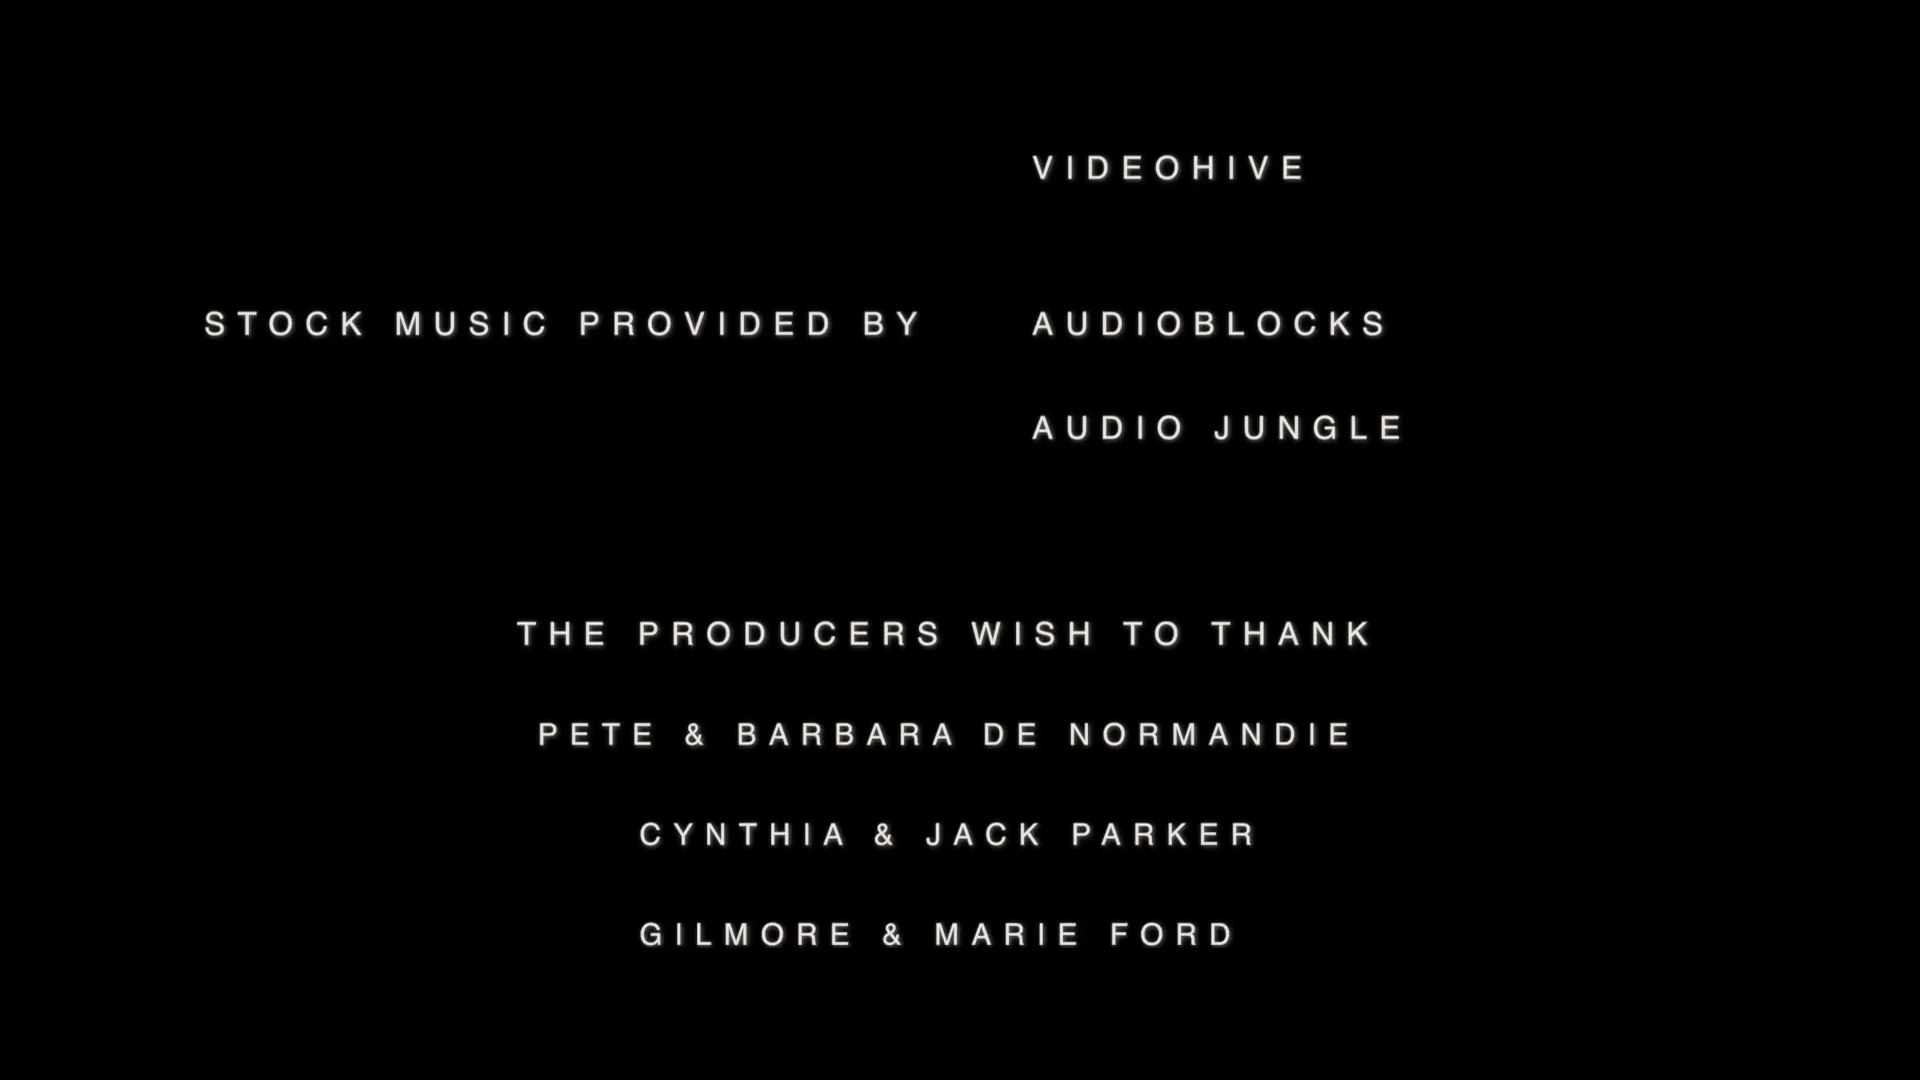 VIDEOHIVE
STOCK MUSIC PROVIDED BY AUDIOBLOCKS
AUDIO JUNGLE
THE PRODUCERS WISH TO THANK
PETE & BARBARA DE NORMANDIE
CYNTHIA & JACK PARKER
GILMORE & MARIE FORD